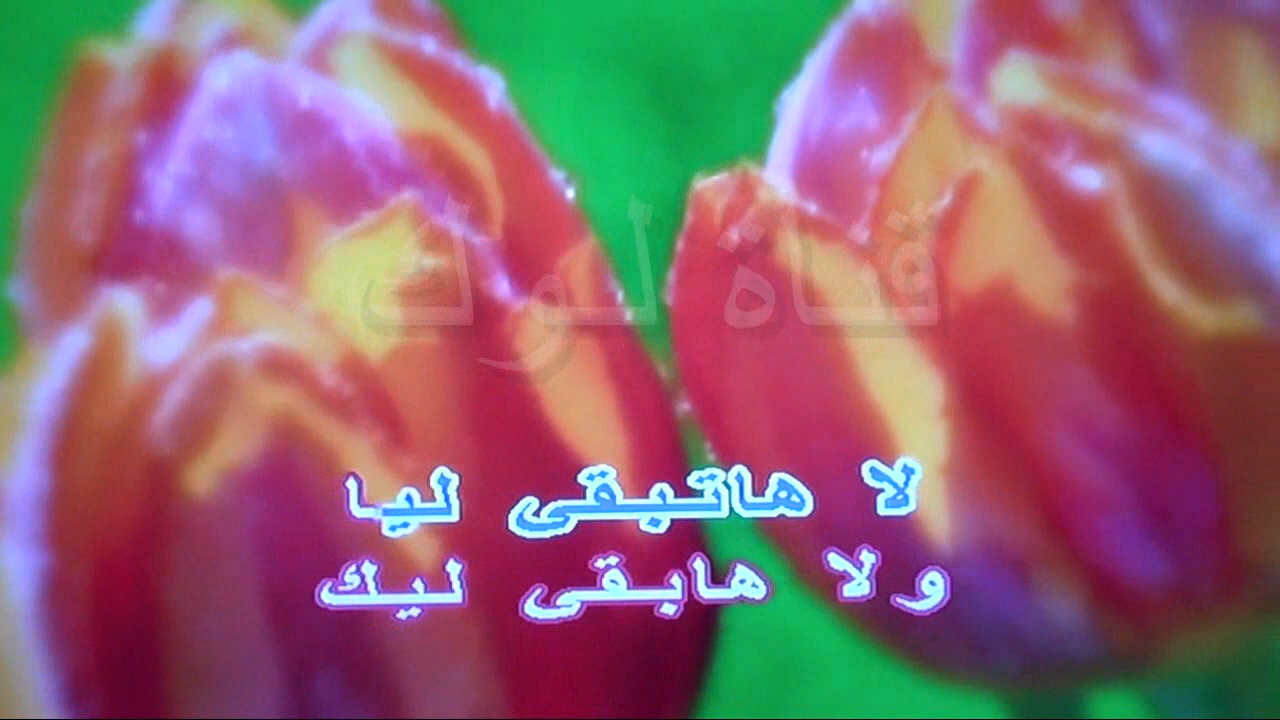 قناة لوك
لا هاتبقى ليا
ولا هابقى ليك